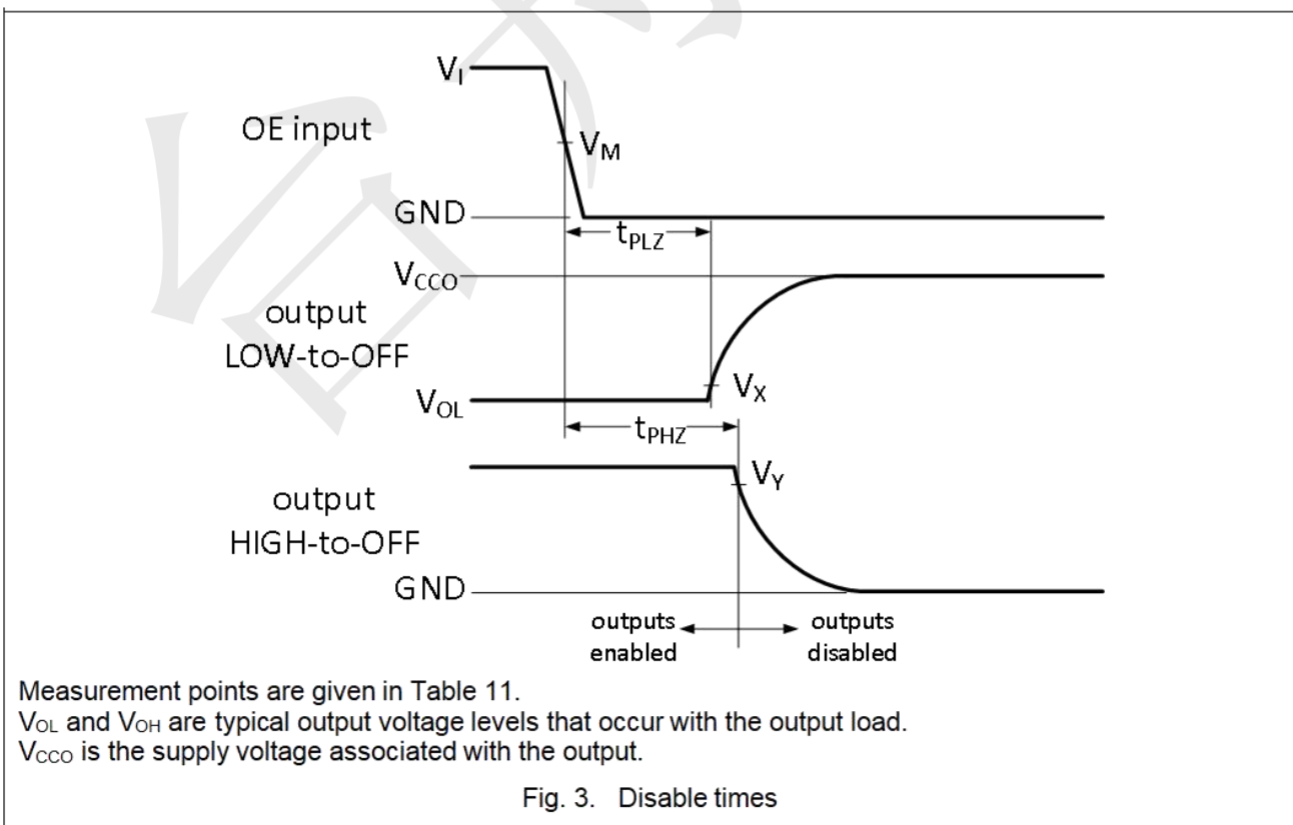 V_I
OE input
V_M
GND
t_PLZ
V_CCO
output
LOW-to-OFF
V_X
V_OL
t_PHZ
V_Y
output
HIGH-to-OFF
GND
outputs enabled
outputs disabled
Measurement points are given in Table 11.
V_OL and V_OH are typical output voltage levels that occur with the output load.
V_CCO is the supply voltage associated with the output.
Fig. 3. Disable times